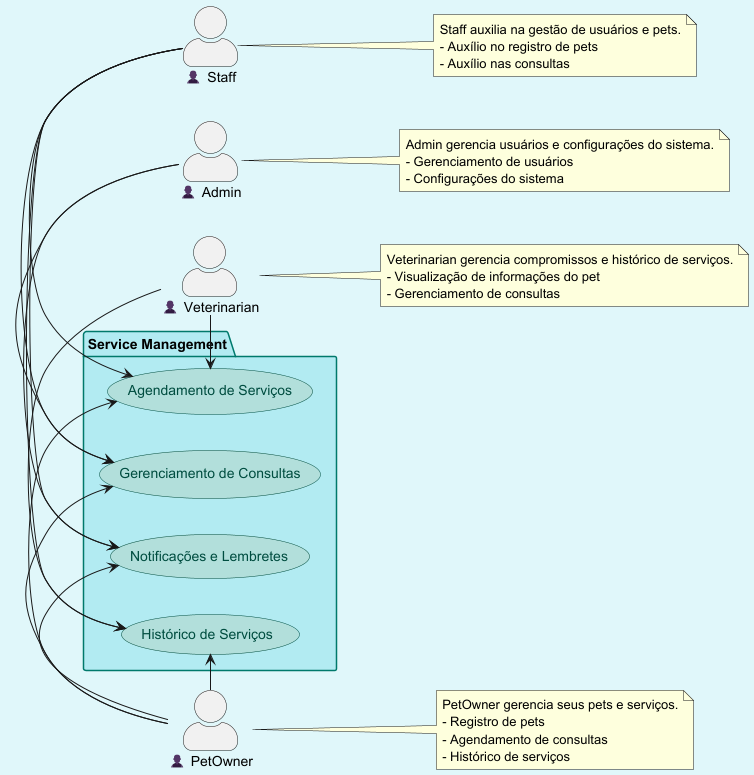 Staff auxilia na gestão de usuários e pets.
- Auxílio no registro de pets
- Auxílio nas consultas
Staff
Admin gerencia usuários e configurações do sistema.
- Gerenciamento de usuários
- Configurações do sistema
Admin
Veterinarian gerencia compromissos e histórico de serviços.
- Visualização de informações do pet
- Gerenciamento de consultas
Veterinarian
Service Management
Agendamento de Serviços
Gerenciamento de Consultas
Notificações e Lembretes
Histórico de Serviços
PetOwner gerencia seus pets e serviços.
- Registro de pets
- Agendamento de consultas
- Histórico de serviços
PetOwner